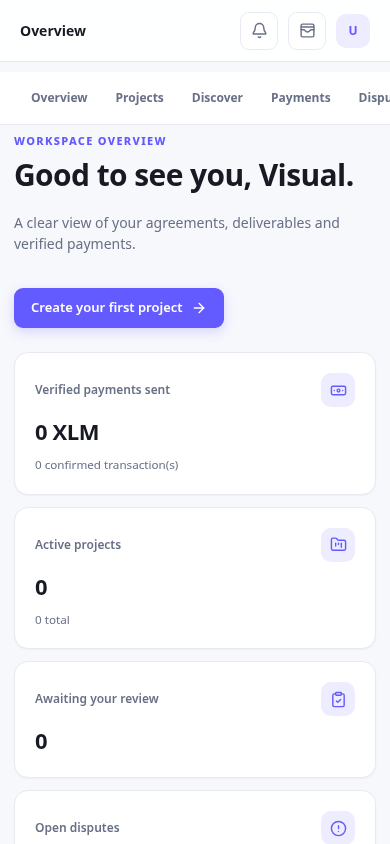 Overview
U
Overview Projects Discover Payments Dispu
WORKSPACE OVERVIEW
Good to see you, Visual.
A clear view of your agreements, deliverables and
verified payments.
Create your first project
Verified payments sent
0 XLM
0 confirmed transaction(s)
Active projects
0
0 total
Awaiting your review
0
Open disputes